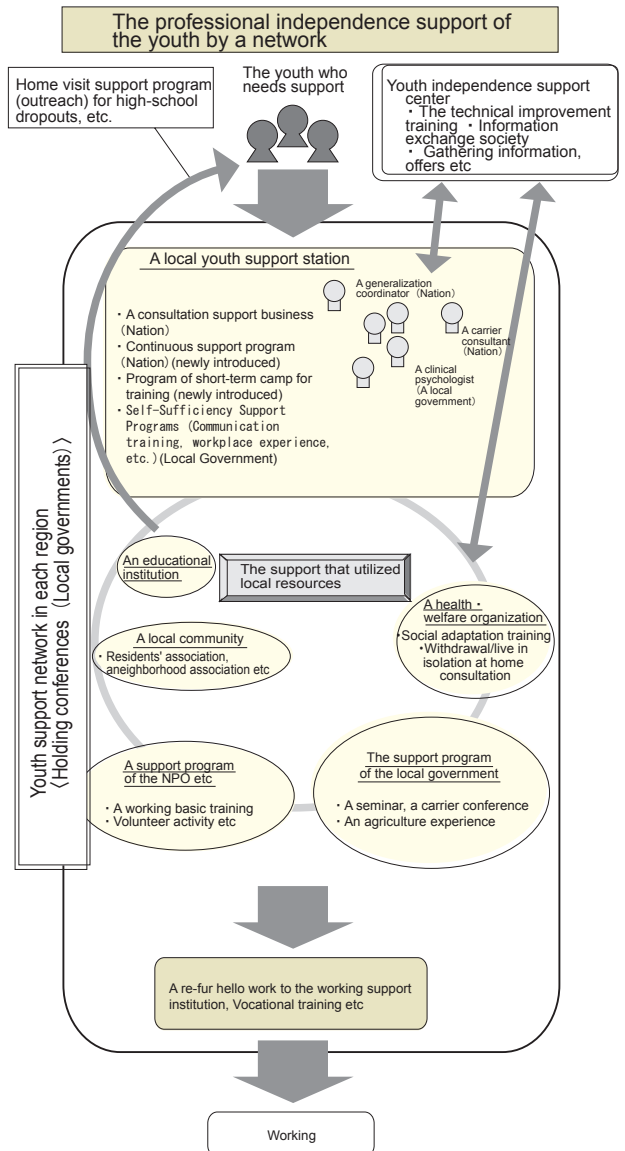 The professional independence support of
the youth by a network
Home visit support program
(outreach) for high-school
dropouts, etc.
The youth who
needs support
Youth independence support
center
・The technical improvement
training ・Information
exchange society
・ Gathering information,
offers etc
A local youth support station
・A consultation support business
(Nation)
・Continuous support program
(Nation) (newly introduced)
・Program of short-term camp for
training (newly introduced)
・Self-Sufficiency Support
Programs (Communication
training, workplace experience,
etc.) (Local Government)
A generalization
coordinator (Nation)
A carrier
consultant
(Nation)
A clinical
psychologist
(A local
government)
Youth support network in each region
〈Holding conferences (Local governments)〉
An educational
institution
The support that utilized
local resources
A local community
・Residents' association,
aneighborhood association etc
A health・
welfare organization
・Social adaptation training
・Withdrawal/live in
isolation at home
consultation
A support program
of the NPO etc
・A working basic training
・Volunteer activity etc
The support program
of the local government
・A seminar, a carrier conference
・An agriculture experience
A re-fur hello work to the working support
institution, Vocational training etc
Working